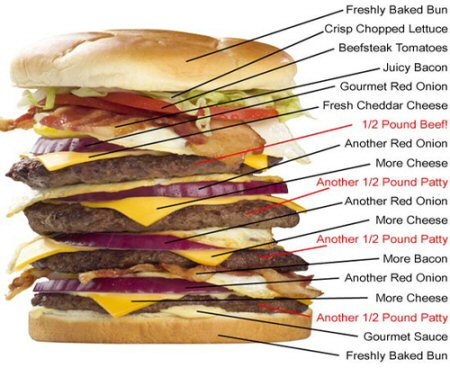 Freshly Baked Bun
Crisp Chopped Lettuce
Beefsteak Tomatoes
Juicy Bacon
Gourmet Red Onion
Fresh Cheddar Cheese
1/2 Pound Beef!
Another Red Onion
More Cheese
Another 1/2 Pound Patty
Another Red Onion
More Cheese
Another 1/2 Pound Patty
More Bacon
Another Red Onion
More Cheese
Another 1/2 Pound Patty
Gourmet Sauce
Freshly Baked Bun